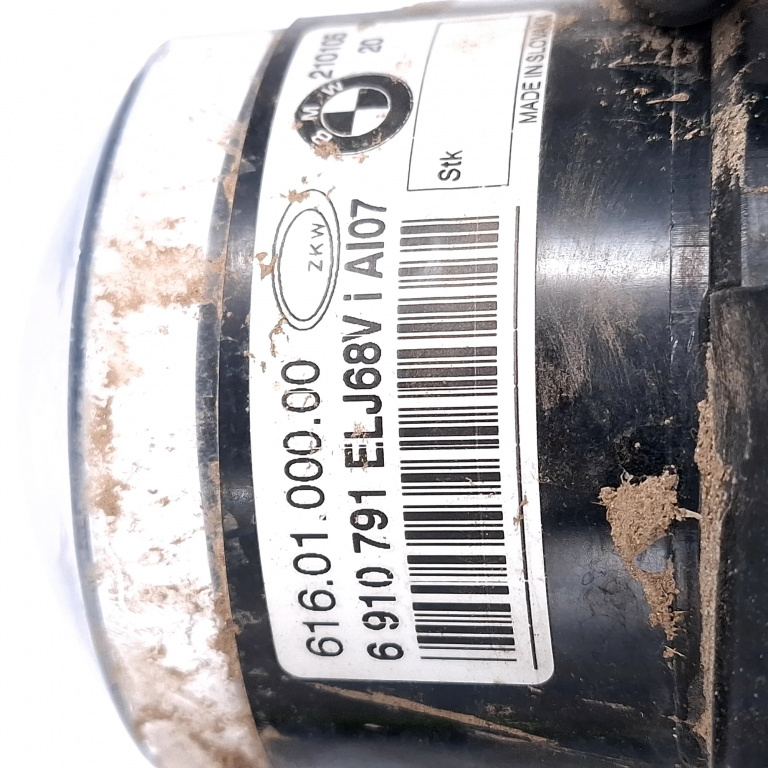 616.01.000.00
6 910 791 ELJ68V i AI07
ZKW
BMW
210105
20
Stk
MADE IN SLOVAKIA